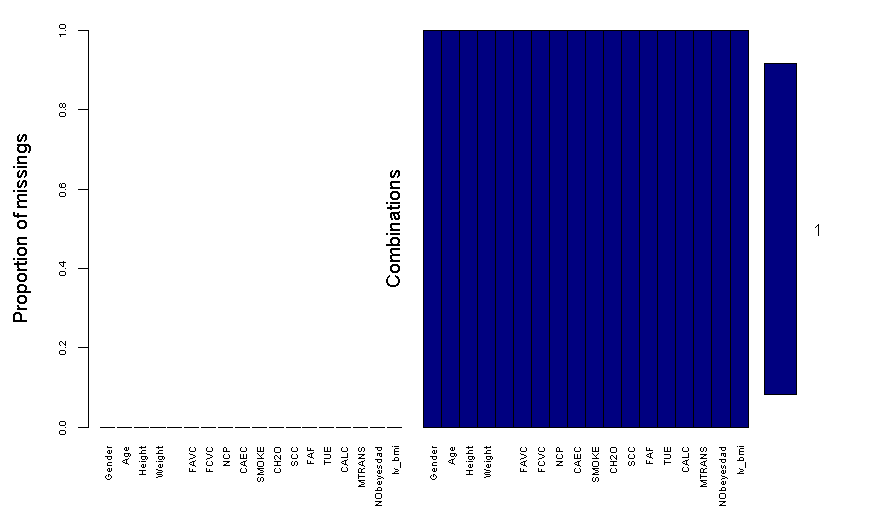 Proportion of missings
1.0
0.8
0.6
0.4
0.2
0.0
Gender
Age
Height
Weight
FAVC
FCVC
NCP
CAEC
SMOKE
CH2O
SCC
FAF
TUE
CALC
MTRANS
NObeyesdad
lv_bmi
Combinations
Gender
Age
Height
Weight
FAVC
FCVC
NCP
CAEC
SMOKE
CH2O
SCC
FAF
TUE
CALC
MTRANS
NObeyesdad
lv_bmi
1